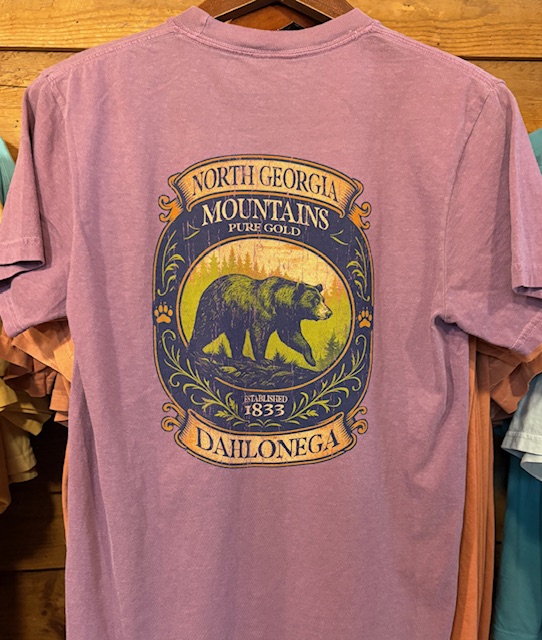 NORTH GEORGIA
MOUNTAINS
PURE GOLD
ESTABLISHED
1833
DAHLONEGA